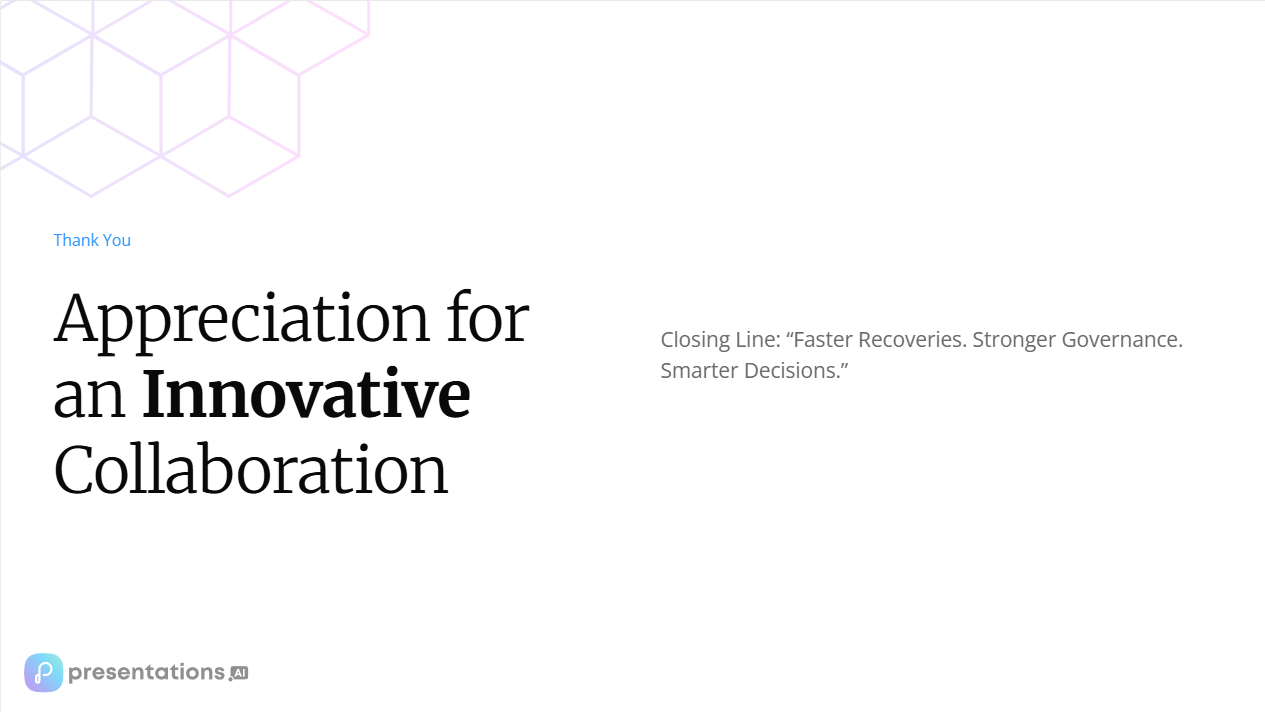 Thank You
Appreciation for
an Innovative
Collaboration
Closing Line: “Faster Recoveries. Stronger Governance.
Smarter Decisions.”
presentations.AI